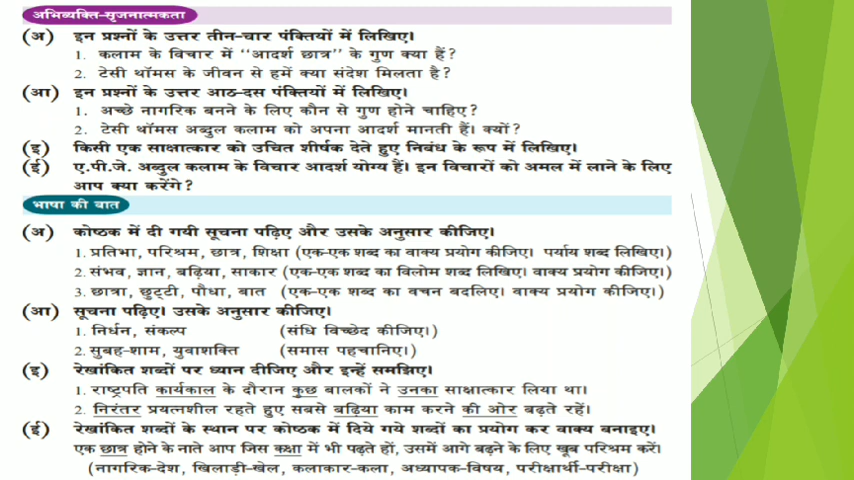 अभिव्यक्ति-सृजनात्मकता
(अ) इन प्रश्नों के उत्तर तीन-चार पंक्तियों में लिखिए।
1. कलाम के विचार में "आदर्श छात्र" के गुण क्या हैं?
2. टेसी थॉमस के जीवन से हमें क्या संदेश मिलता है?
(आ) इन प्रश्नों के उत्तर आठ-दस पंक्तियों में लिखिए।
1. अच्छे नागरिक बनने के लिए कौन से गुण होने चाहिए?
2. टेसी थॉमस अब्दुल कलाम को अपना आदर्श मानती हैं। क्यों?
(इ) किसी एक साक्षात्कार को उचित शीर्षक देते हुए निबंध के रूप में लिखिए।
(ई) ए.पी.जे. अब्दुल कलाम के विचार आदर्श योग्य हैं। इन विचारों को अमल में लाने के लिए
आप क्या करेंगे?
भाषा की बात
(अ) कोष्ठक में दी गयी सूचना पढ़िए और उसके अनुसार कीजिए।
1. प्रतिभा, परिश्रम, छात्र, शिक्षा (एक-एक शब्द का वाक्य प्रयोग कीजिए। पर्याय शब्द लिखिए।)
2. संभव, ज्ञान, बढ़िया, साकार (एक-एक शब्द का विलोम शब्द लिखिए। वाक्य प्रयोग कीजिए।)
3. छात्रा, छुट्टी, पौधा, बात (एक-एक शब्द का वचन बदलिए। वाक्य प्रयोग कीजिए।)
(आ) सूचना पढ़िए। उसके अनुसार कीजिए।
1. निर्धन, संकल्प (संधि विच्छेद कीजिए।)
2. सुबह-शाम, युवाशक्ति (समास पहचानिए।)
(इ) रेखांकित शब्दों पर ध्यान दीजिए और इन्हें समझिए।
1. राष्ट्रपति कार्यकाल के दौरान कुछ बालकों ने उनका साक्षात्कार लिया था।
2. निरंतर प्रयत्नशील रहते हुए सबसे बढ़िया काम करने की ओर बढ़ते रहें।
(ई) रेखांकित शब्दों के स्थान पर कोष्ठक में दिये गये शब्दों का प्रयोग कर वाक्य बनाइए।
एक छात्र होने के नाते आप जिस कक्षा में भी पढ़ते हों, उसमें आगे बढ़ने के लिए खूब परिश्रम करें।
(नागरिक-देश, खिलाड़ी-खेल, कलाकार-कला, अध्यापक-विषय, परीक्षार्थी-परीक्षा)